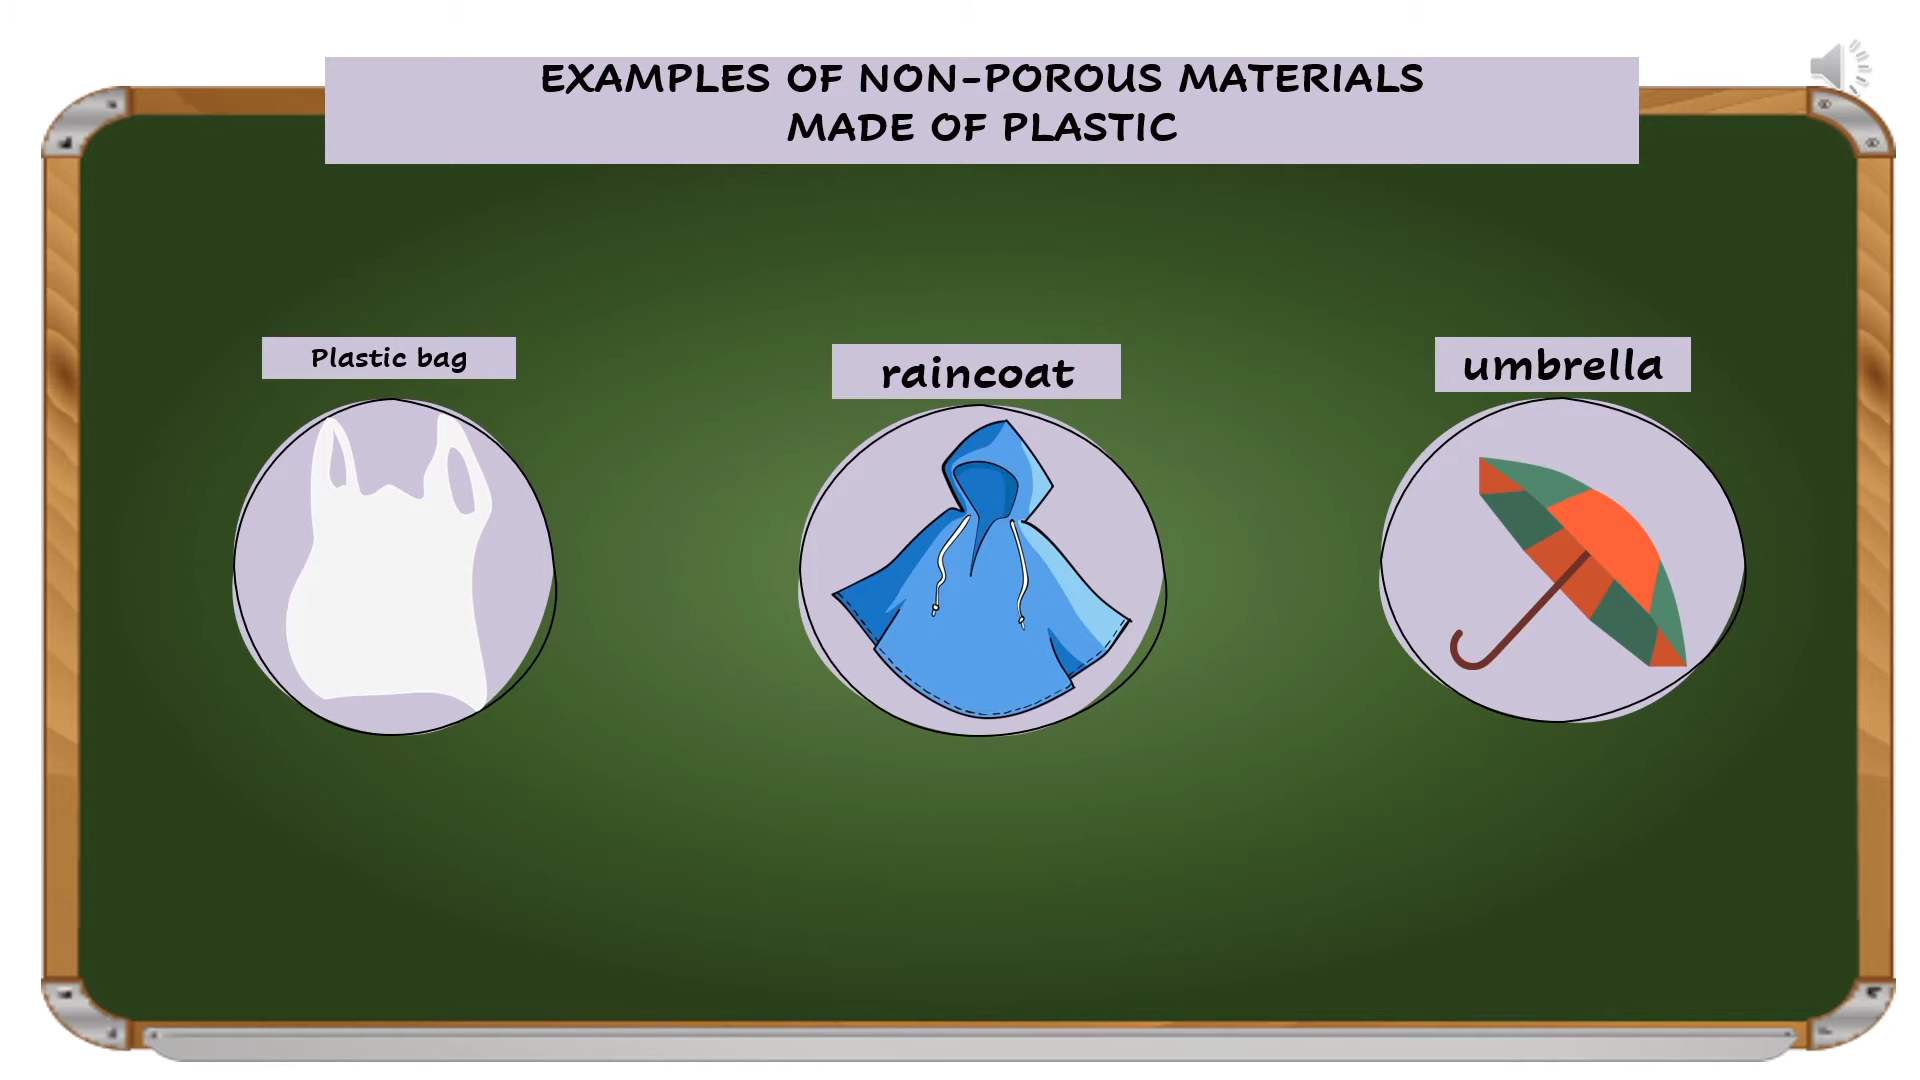 EXAMPLES OF NON-POROUS MATERIALS
MADE OF PLASTIC
Plastic bag
raincoat
umbrella